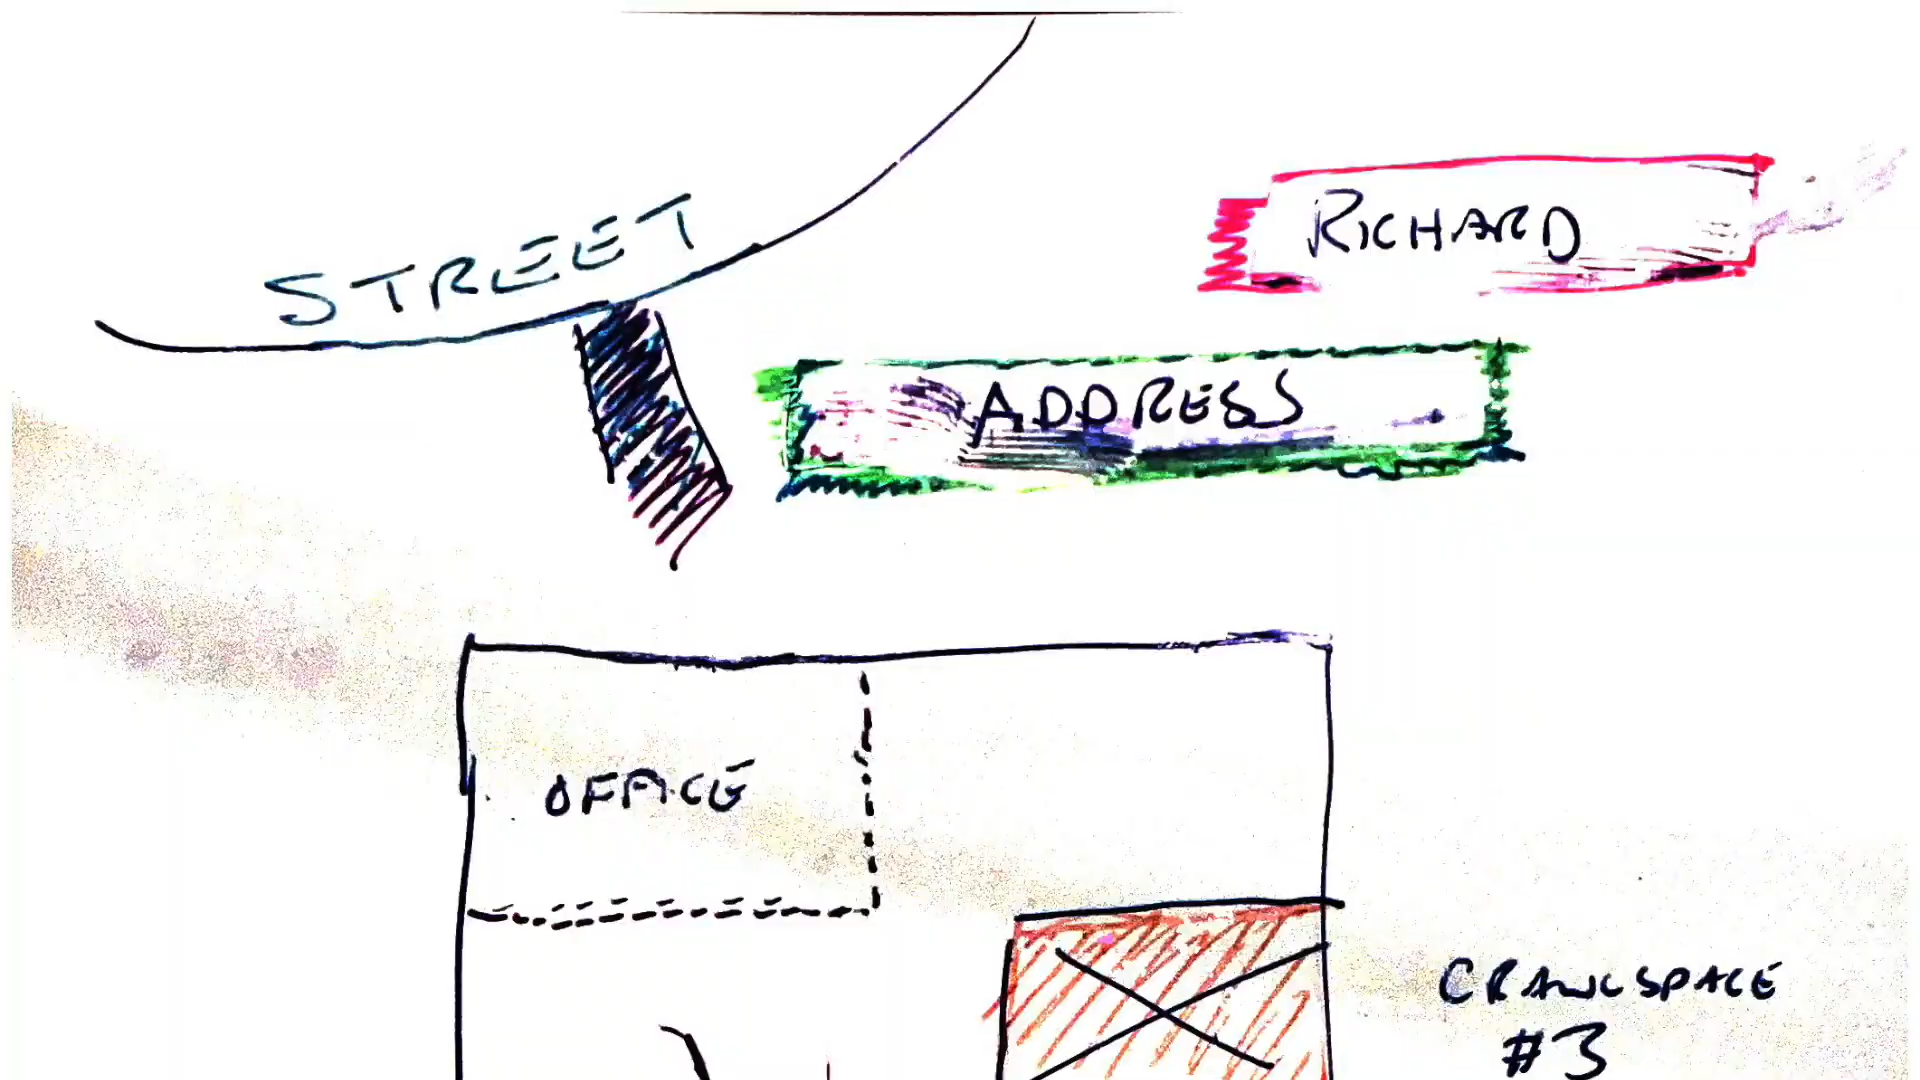 STREET
RICHARD
ADDRESS
OFFICE
CRAWLSPACE
#3